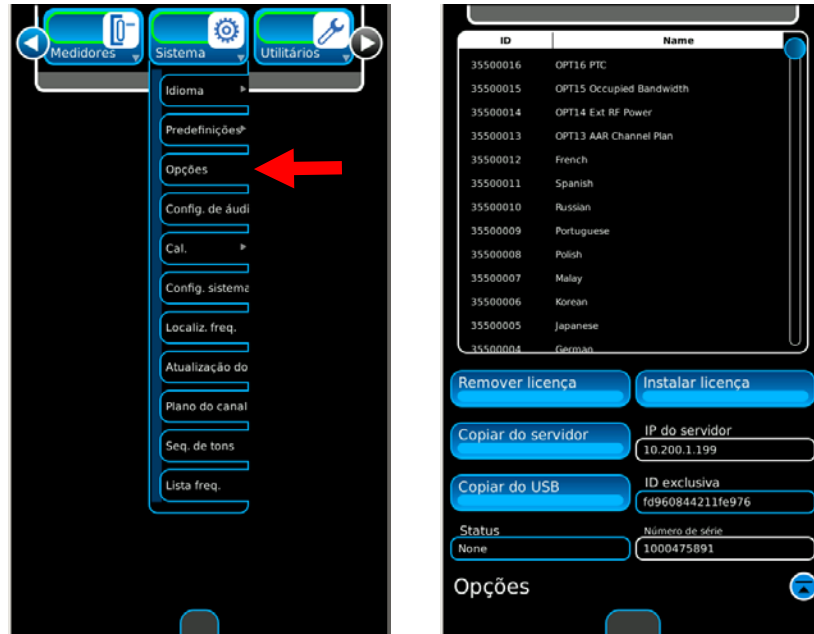 Medidores
Sistema
Utilitários
Idioma
Predefinições
Opções
Config. de áudi
Cal.
Config. sistema
Localiz. freq.
Atualização do
Plano do canal
Seq. de tons
Lista freq.
ID Name
35500016 OPT16 PTC
35500015 OPT15 Occupied Bandwidth
35500014 OPT14 Ext RF Power
35500013 OPT13 AAR Channel Plan
35500012 French
35500011 Spanish
35500010 Russian
35500009 Portuguese
35500008 Polish
35500007 Malay
35500006 Korean
35500005 Japanese
35500004 German
Remover licença
Instalar licença
Copiar do servidor
IP do servidor
10.200.1.199
Copiar do USB
ID exclusiva
fd960844211fe976
Status
None
Número de série
1000475891
Opções